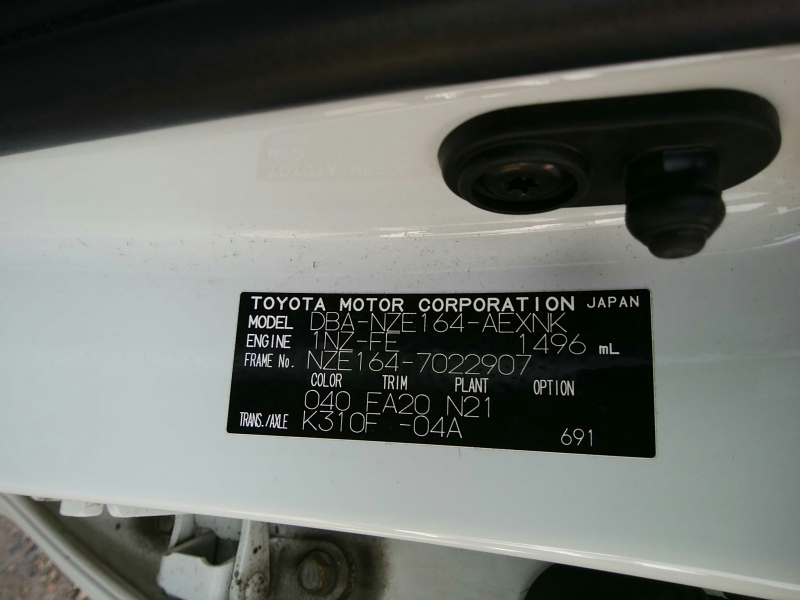 TOYOTA MOTOR CORPORATION JAPAN
MODEL DBA-NZE164-AEXNK
ENGINE 1NZ-FE 1496 mL
FRAME No. NZE164-7022907
COLOR TRIM PLANT OPTION
040 EA20 N21
TRANS./AXLE K310F -04A 691